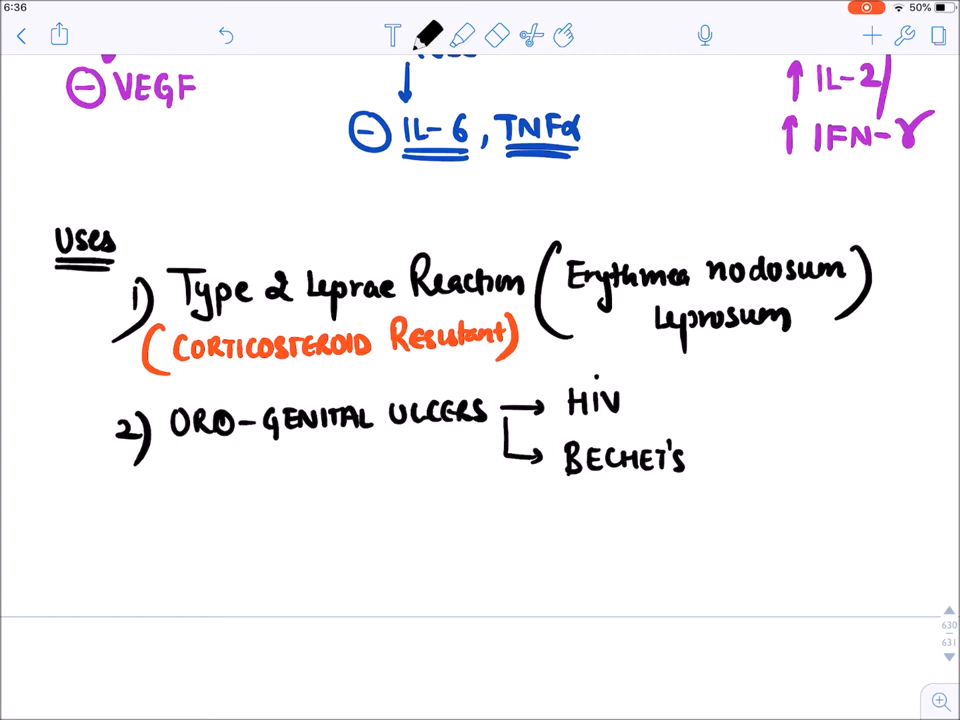 6:36
50%
T
⊖ VEGF
⊖ IL-6, TNFα
↑ IL-2/
↑ IFN-γ
Uses
1) Type 2 Leprae Reaction (Erythmea nodosum
Leprosum)
(CORTICOSTEROID Resistant)
2) ORO-GENITAL ULCERS → HIV
→ BECHET'S
630
631